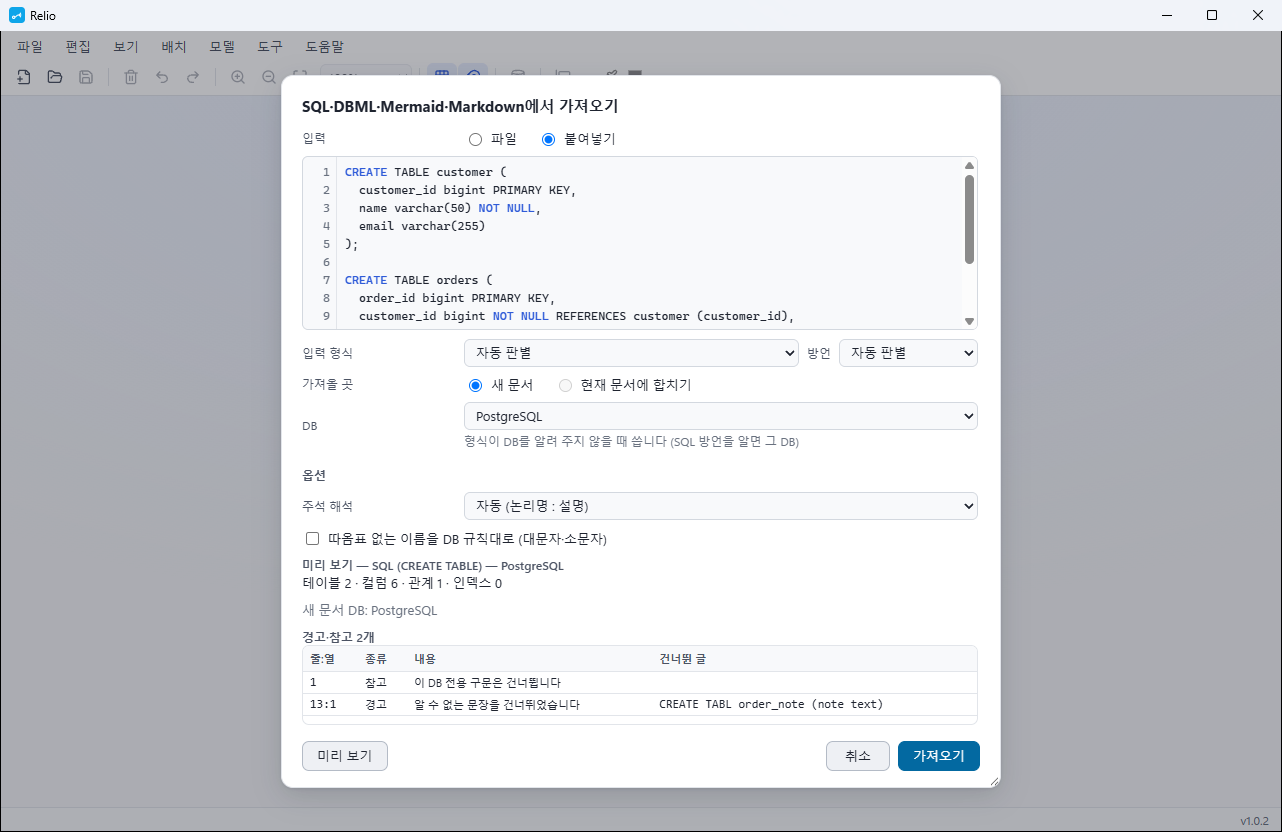 Relio
파일 편집 보기 배치 모델 도구 도움말
SQL·DBML·Mermaid·Markdown에서 가져오기
입력 파일 붙여넣기
1 CREATE TABLE customer (
2 customer_id bigint PRIMARY KEY,
3 name varchar(50) NOT NULL,
4 email varchar(255)
5 );
6
7 CREATE TABLE orders (
8 order_id bigint PRIMARY KEY,
9 customer_id bigint NOT NULL REFERENCES customer (customer_id),
입력 형식 자동 판별 방언 자동 판별
가져올 곳 새 문서 현재 문서에 합치기
DB PostgreSQL
형식이 DB를 알려 주지 않을 때 씁니다 (SQL 방언을 알면 그 DB)
옵션
주석 해석 자동 (논리명 : 설명)
따옴표 없는 이름을 DB 규칙대로 (대문자·소문자)
미리 보기 — SQL (CREATE TABLE) — PostgreSQL
테이블 2 · 컬럼 6 · 관계 1 · 인덱스 0
새 문서 DB: PostgreSQL
경고·참고 2개
줄:열 종류 내용 건너뛴 글
1 참고 이 DB 전용 구문은 건너뜁니다
13:1 경고 알 수 없는 문장을 건너뛰었습니다 CREATE TABL order_note (note text)
미리 보기 취소 가져오기
v1.0.2